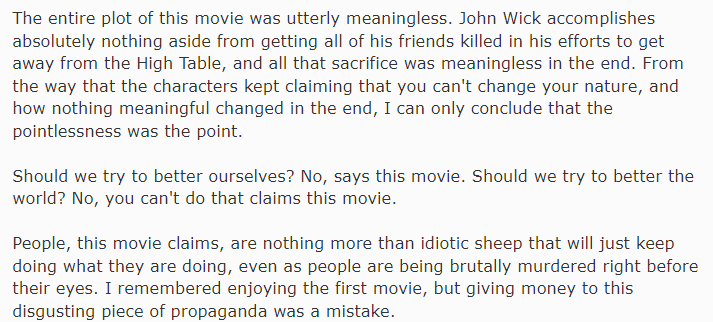 The entire plot of this movie was utterly meaningless. John Wick accomplishes
absolutely nothing aside from getting all of his friends killed in his efforts to get
away from the High Table, and all that sacrifice was meaningless in the end. From
the way that the characters kept claiming that you can't change your nature, and
how nothing meaningful changed in the end, I can only conclude that the
pointlessness was the point.
Should we try to better ourselves? No, says this movie. Should we try to better the
world? No, you can't do that claims this movie.
People, this movie claims, are nothing more than idiotic sheep that will just keep
doing what they are doing, even as people are being brutally murdered right before
their eyes. I remembered enjoying the first movie, but giving money to this
disgusting piece of propaganda was a mistake.